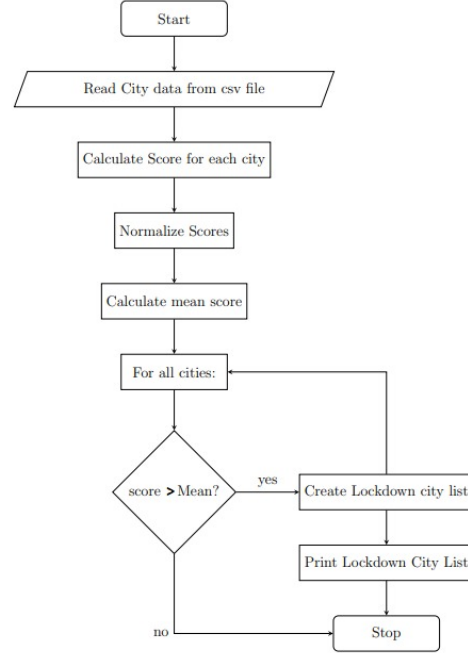 Start
Read City data from csv file
Calculate Score for each city
Normalize Scores
Calculate mean score
For all cities:
score > Mean?
yes
Create Lockdown city list
Print Lockdown City List
no
Stop